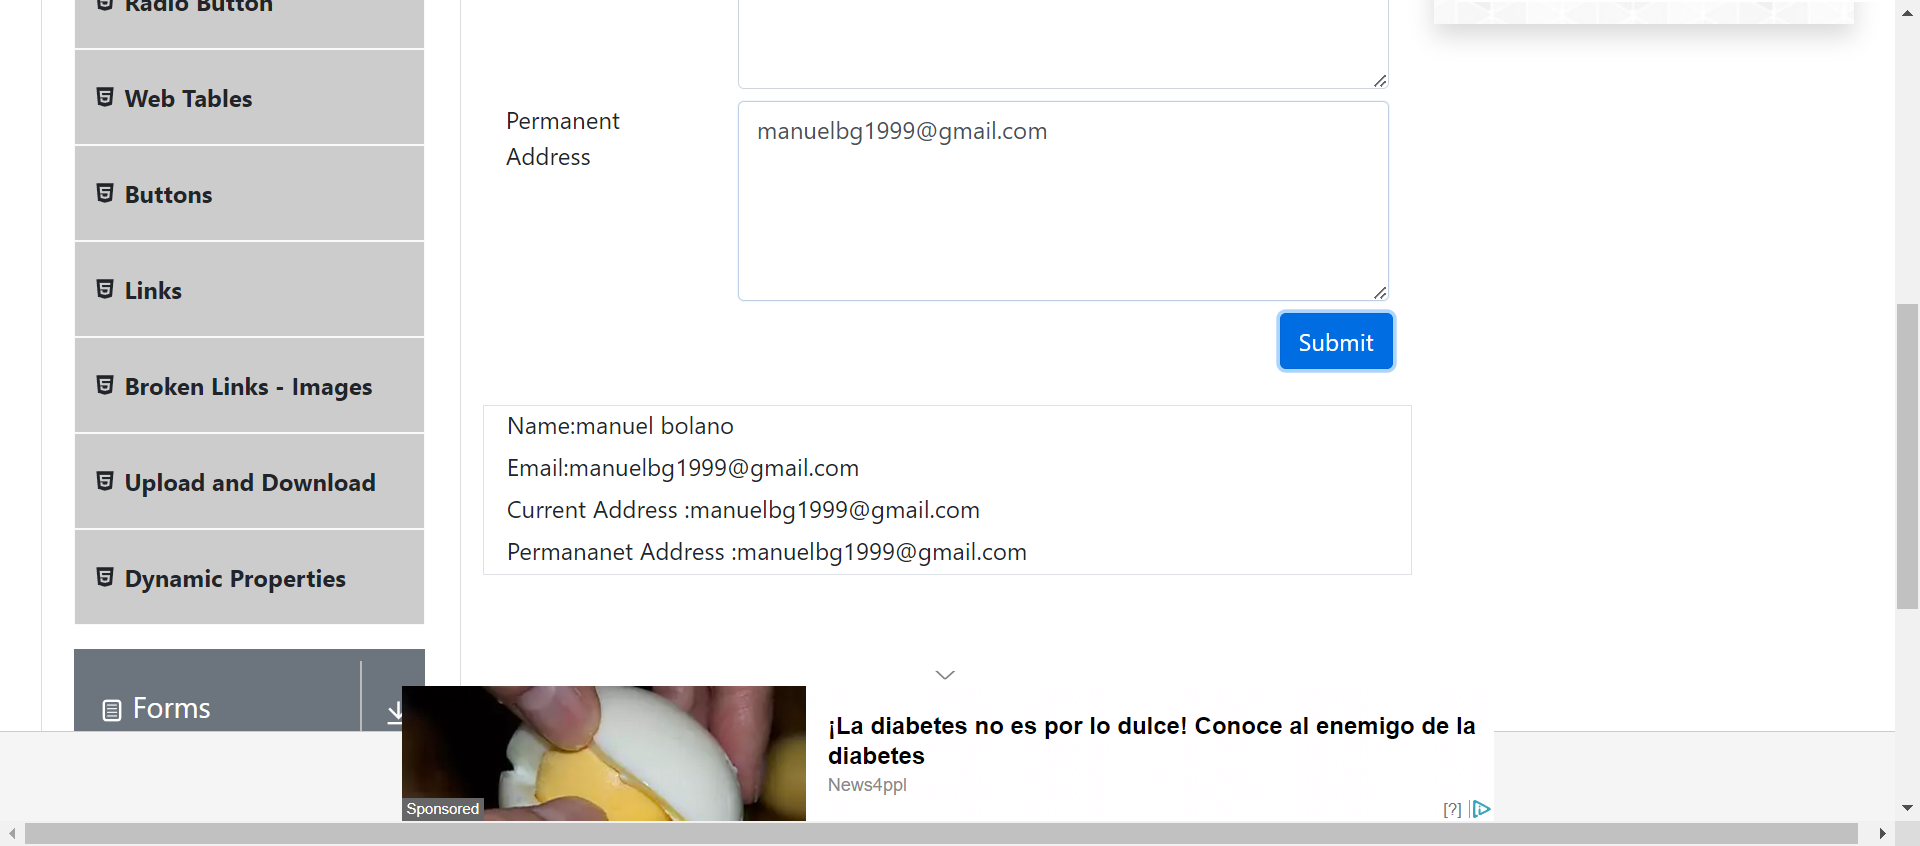 Radio Button
Web Tables
Buttons
Links
Broken Links - Images
Upload and Download
Dynamic Properties
Forms
Permanent
Address
manuelbg1999@gmail.com
Submit
Name:manuel bolano
Email:manuelbg1999@gmail.com
Current Address :manuelbg1999@gmail.com
Permananet Address :manuelbg1999@gmail.com
Sponsored
¡La diabetes no es por lo dulce! Conoce al enemigo de la
diabetes
News4ppl
[?]